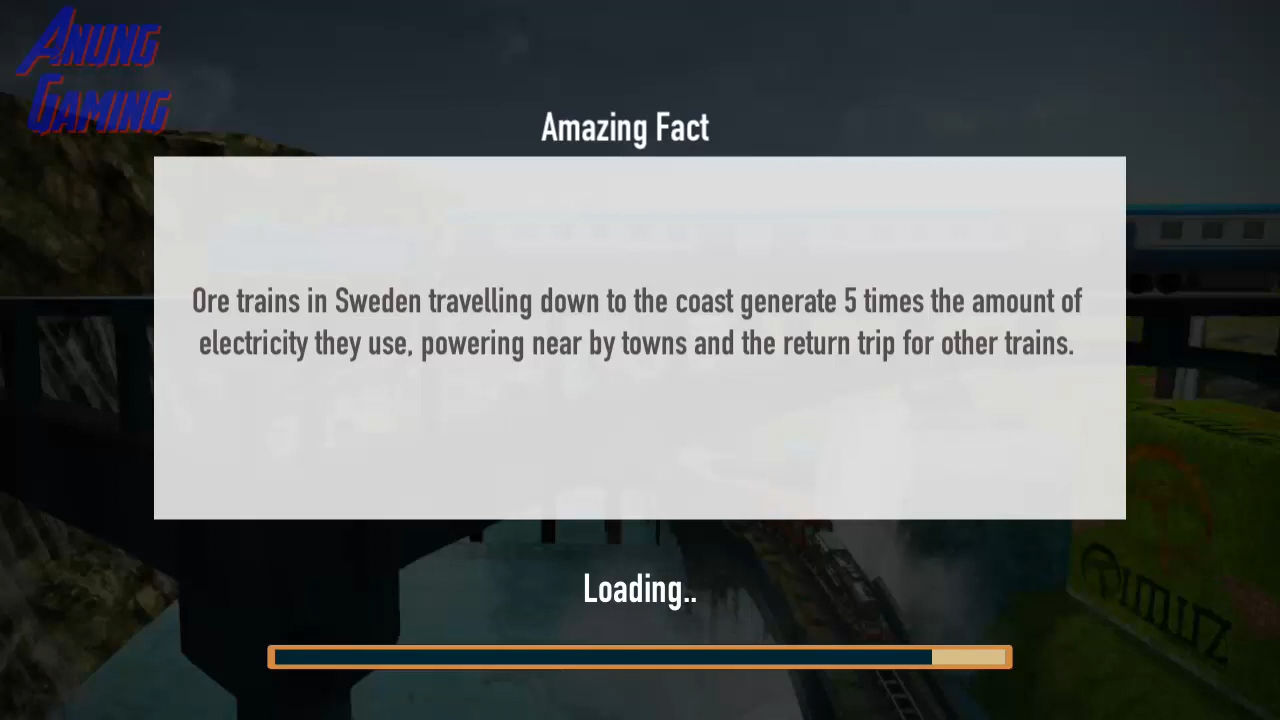 ANUNG
GAMING
Amazing Fact
Ore trains in Sweden travelling down to the coast generate 5 times the amount of
electricity they use, powering near by towns and the return trip for other trains.
Loading..